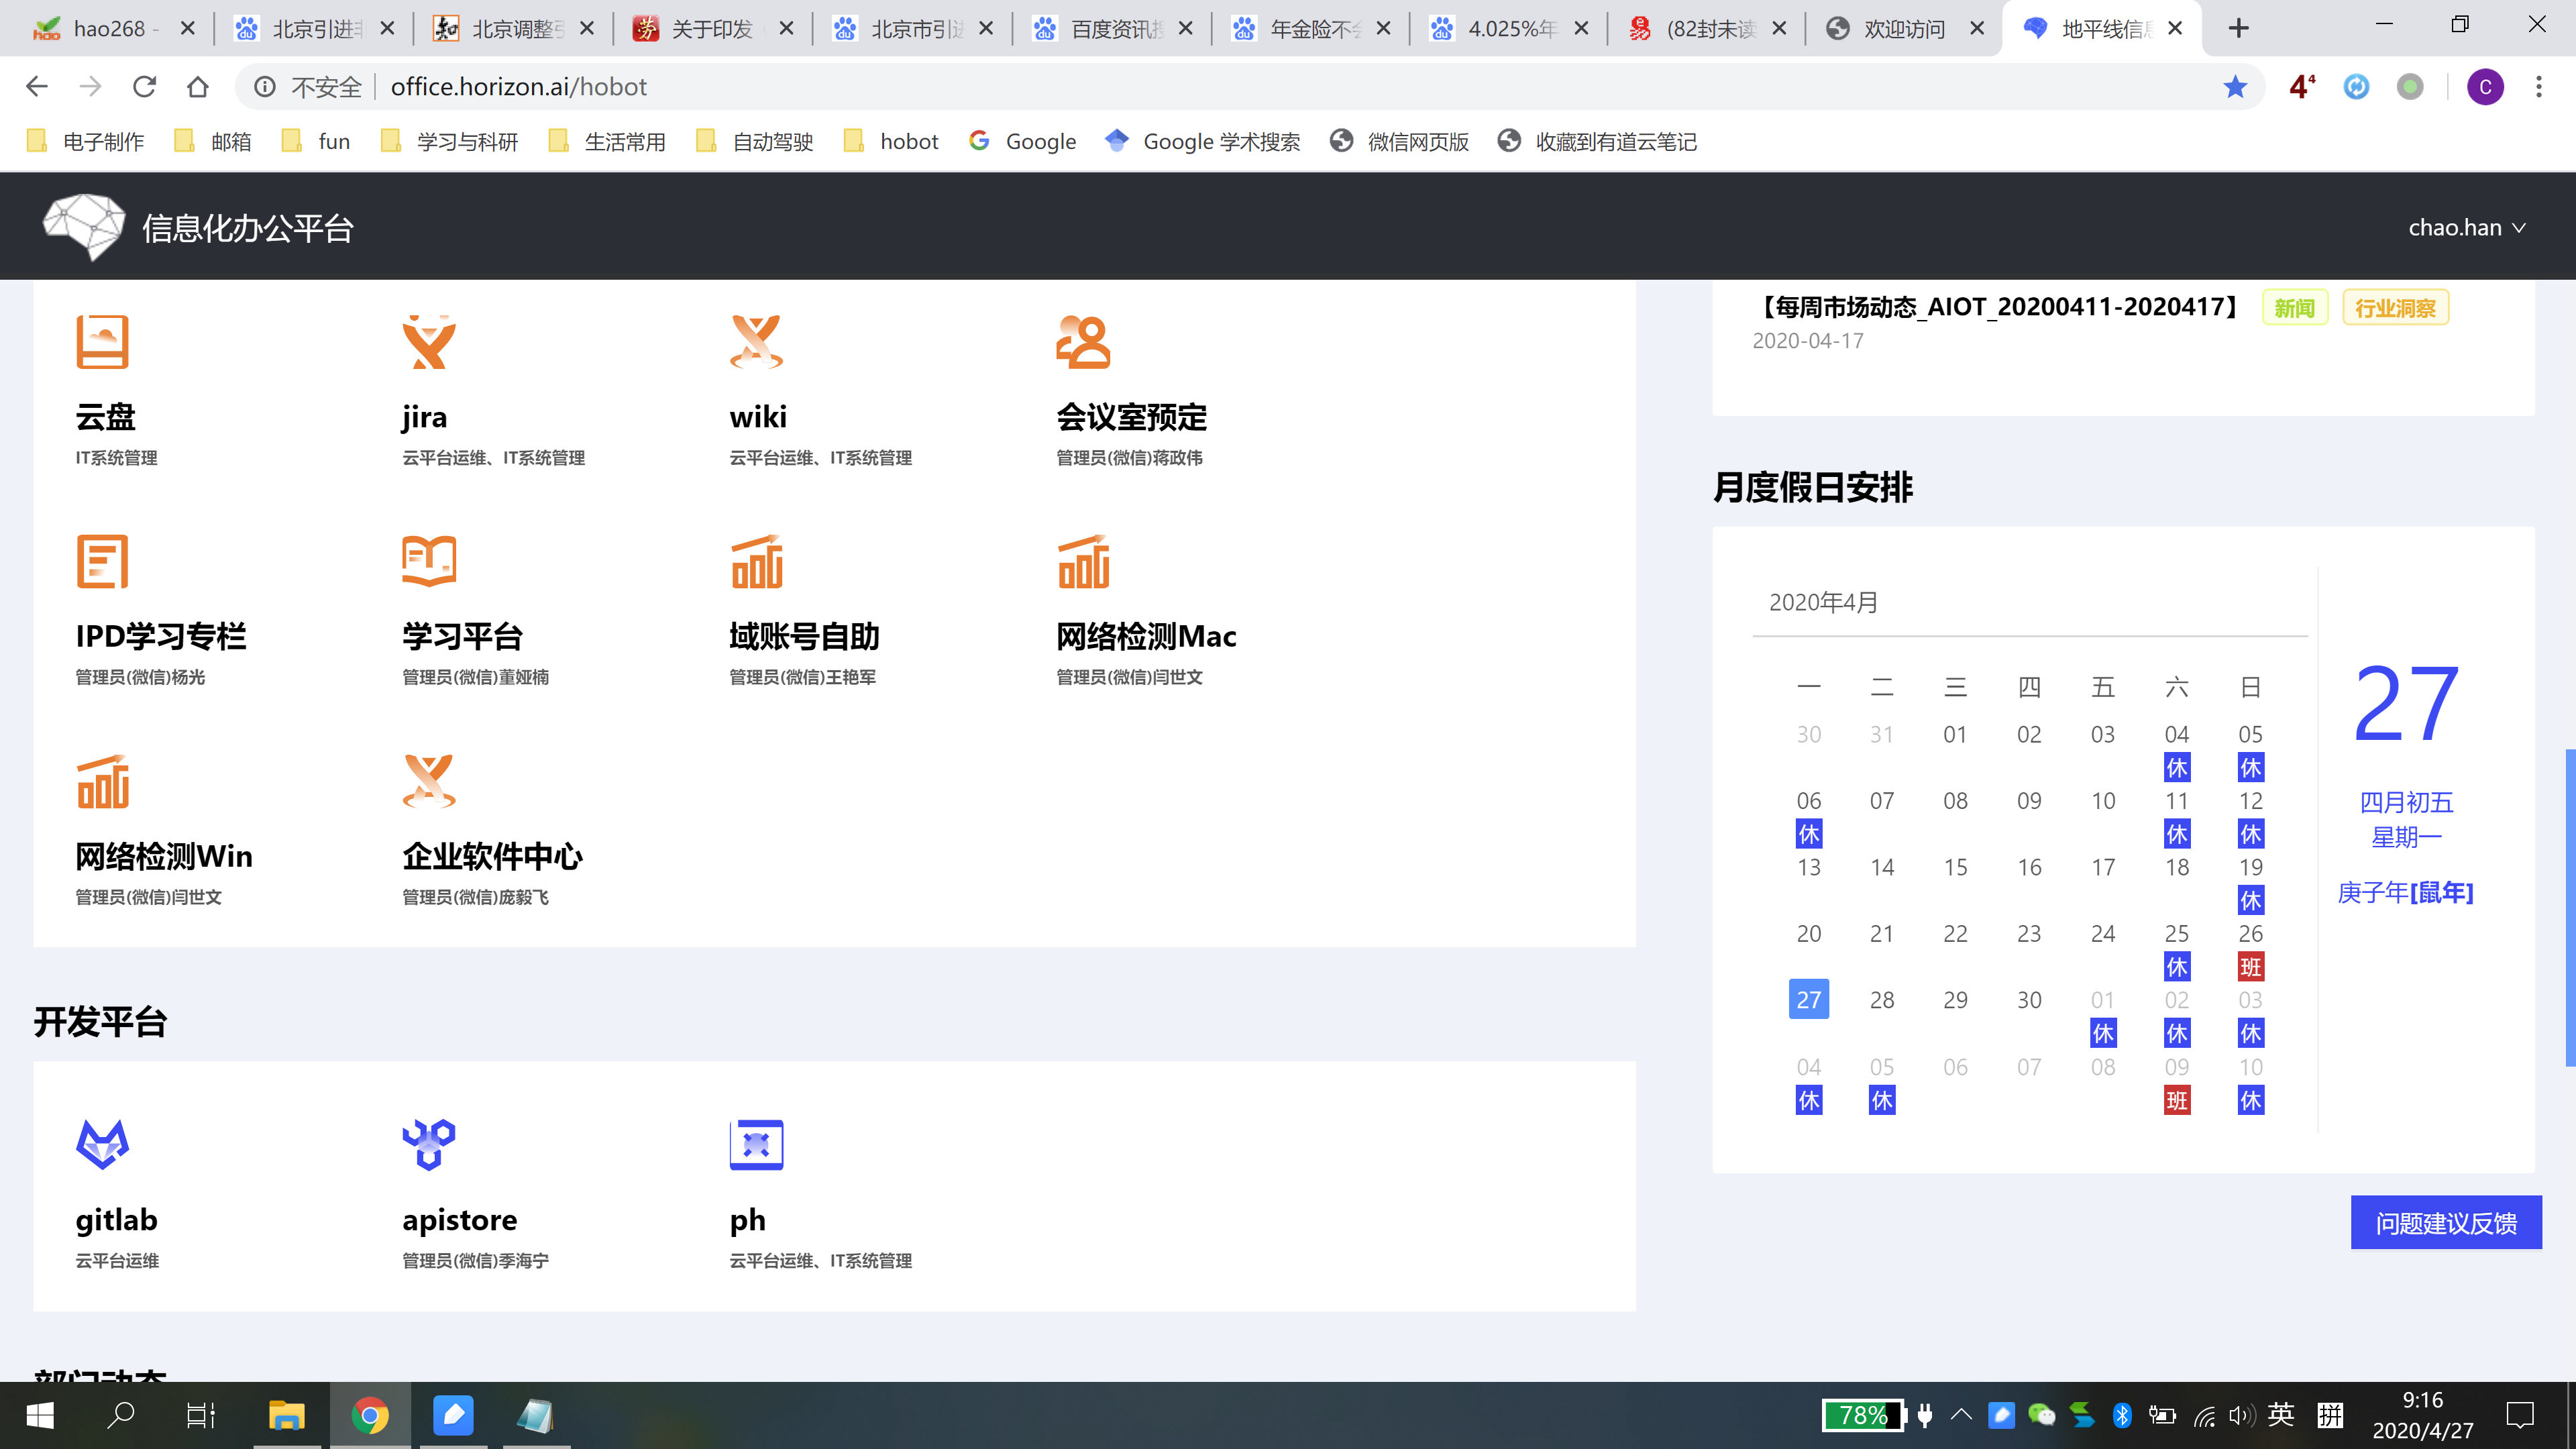 hao268 -
北京引进非
北京调整引
关于印发
北京市引进
百度资讯搜
年金险不会
4.025%年
(82封未读
欢迎访问
地平线信息
不安全
office.horizon.ai/hobot
4 4
C
电子制作
邮箱
fun
学习与科研
生活常用
自动驾驶
hobot
Google
Google 学术搜索
微信网页版
收藏到有道云笔记
信息化办公平台
chao.han
云盘
IT系统管理
jira
云平台运维、IT系统管理
wiki
云平台运维、IT系统管理
会议室预定
管理员(微信)蒋政伟
IPD学习专栏
管理员(微信)杨光
学习平台
管理员(微信)董娅楠
域账号自助
管理员(微信)王艳军
网络检测Mac
管理员(微信)闫世文
网络检测Win
管理员(微信)闫世文
企业软件中心
管理员(微信)庞毅飞
开发平台
gitlab
云平台运维
apistore
管理员(微信)季海宁
ph
云平台运维、IT系统管理
部门动态
【每周市场动态_AIOT_20200411-2020417】 新闻 行业洞察
2020-04-17
月度假日安排
2020年4月
一 二 三 四 五 六 日
30 31 01 02 03 04 05
休 休
06 07 08 09 10 11 12
休 休 休
13 14 15 16 17 18 19
休
20 21 22 23 24 25 26
休 班
27 28 29 30 01 02 03
休 休 休
04 05 06 07 08 09 10
休 休 班 休
27
四月初五
星期一
庚子年[鼠年]
问题建议反馈
78%
英
拼
9:16
2020/4/27